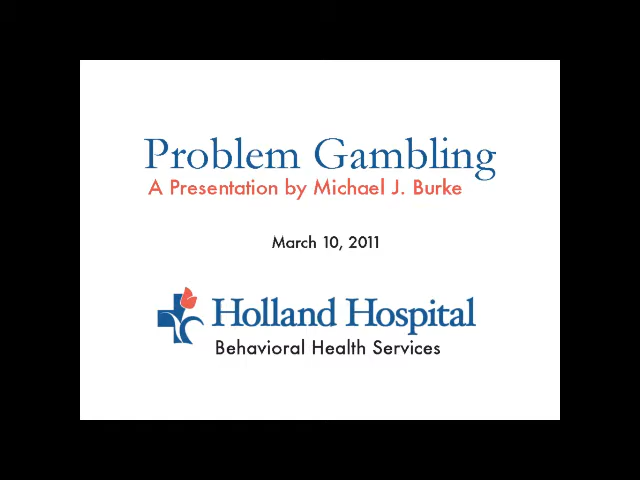 Problem Gambling
A Presentation by Michael J. Burke
March 10, 2011
Holland Hospital
Behavioral Health Services